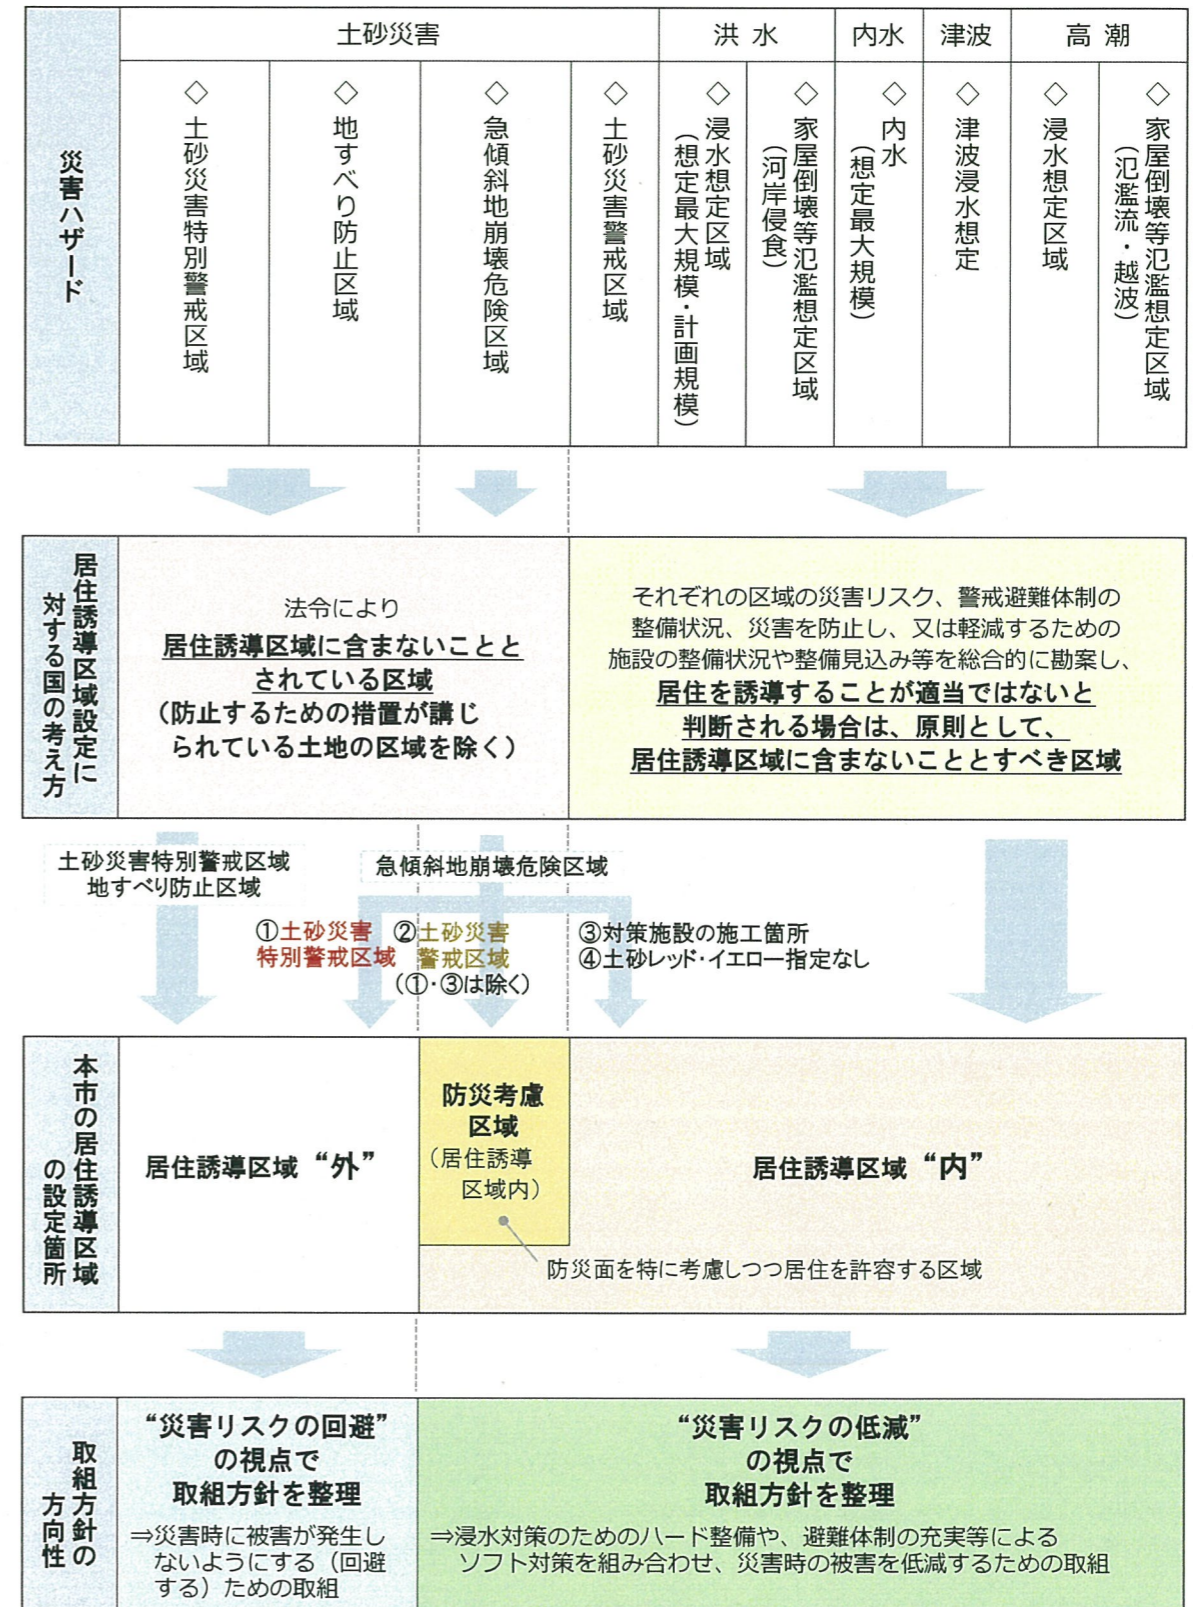 災害ハザード
土砂災害
洪 水
内水
津波
高 潮
◇土砂災害特別警戒区域
◇地すべり防止区域
◇急傾斜地崩壊危険区域
◇土砂災害警戒区域
◇浸水想定区域
（想定最大規模・計画規模）
◇家屋倒壊等氾濫想定区域
（河岸侵食）
◇内水
（想定最大規模）
◇津波浸水想定
◇浸水想定区域
◇家屋倒壊等氾濫想定区域
（氾濫流・越波）
居住誘導区域設定に
対する国の考え方
法令により
居住誘導区域に含まないことと
されている区域
（防止するための措置が講じ
られている土地の区域を除く）
それぞれの区域の災害リスク、警戒避難体制の
整備状況、災害を防止し、又は軽減するための
施設の整備状況や整備見込み等を総合的に勘案し、
居住を誘導することが適当ではないと
判断される場合は、原則として、
居住誘導区域に含まないこととすべき区域
土砂災害特別警戒区域
地すべり防止区域
急傾斜地崩壊危険区域
①土砂災害
特別警戒区域
②土砂災害
警戒区域
（①・③は除く）
③対策施設の施工箇所
④土砂レッド・イエロー指定なし
本市の居住誘導区域
の設定箇所
居住誘導区域“外”
防災考慮
区域
（居住誘導
区域内）
居住誘導区域“内”
防災面を特に考慮しつつ居住を許容する区域
取組方針の
方向性
“災害リスクの回避”
の視点で
取組方針を整理
⇒災害時に被害が発生し
ないようにする（回避
する）ための取組
“災害リスクの低減”
の視点で
取組方針を整理
⇒浸水対策のためのハード整備や、避難体制の充実等による
ソフト対策を組み合わせ、災害時の被害を低減するための取組